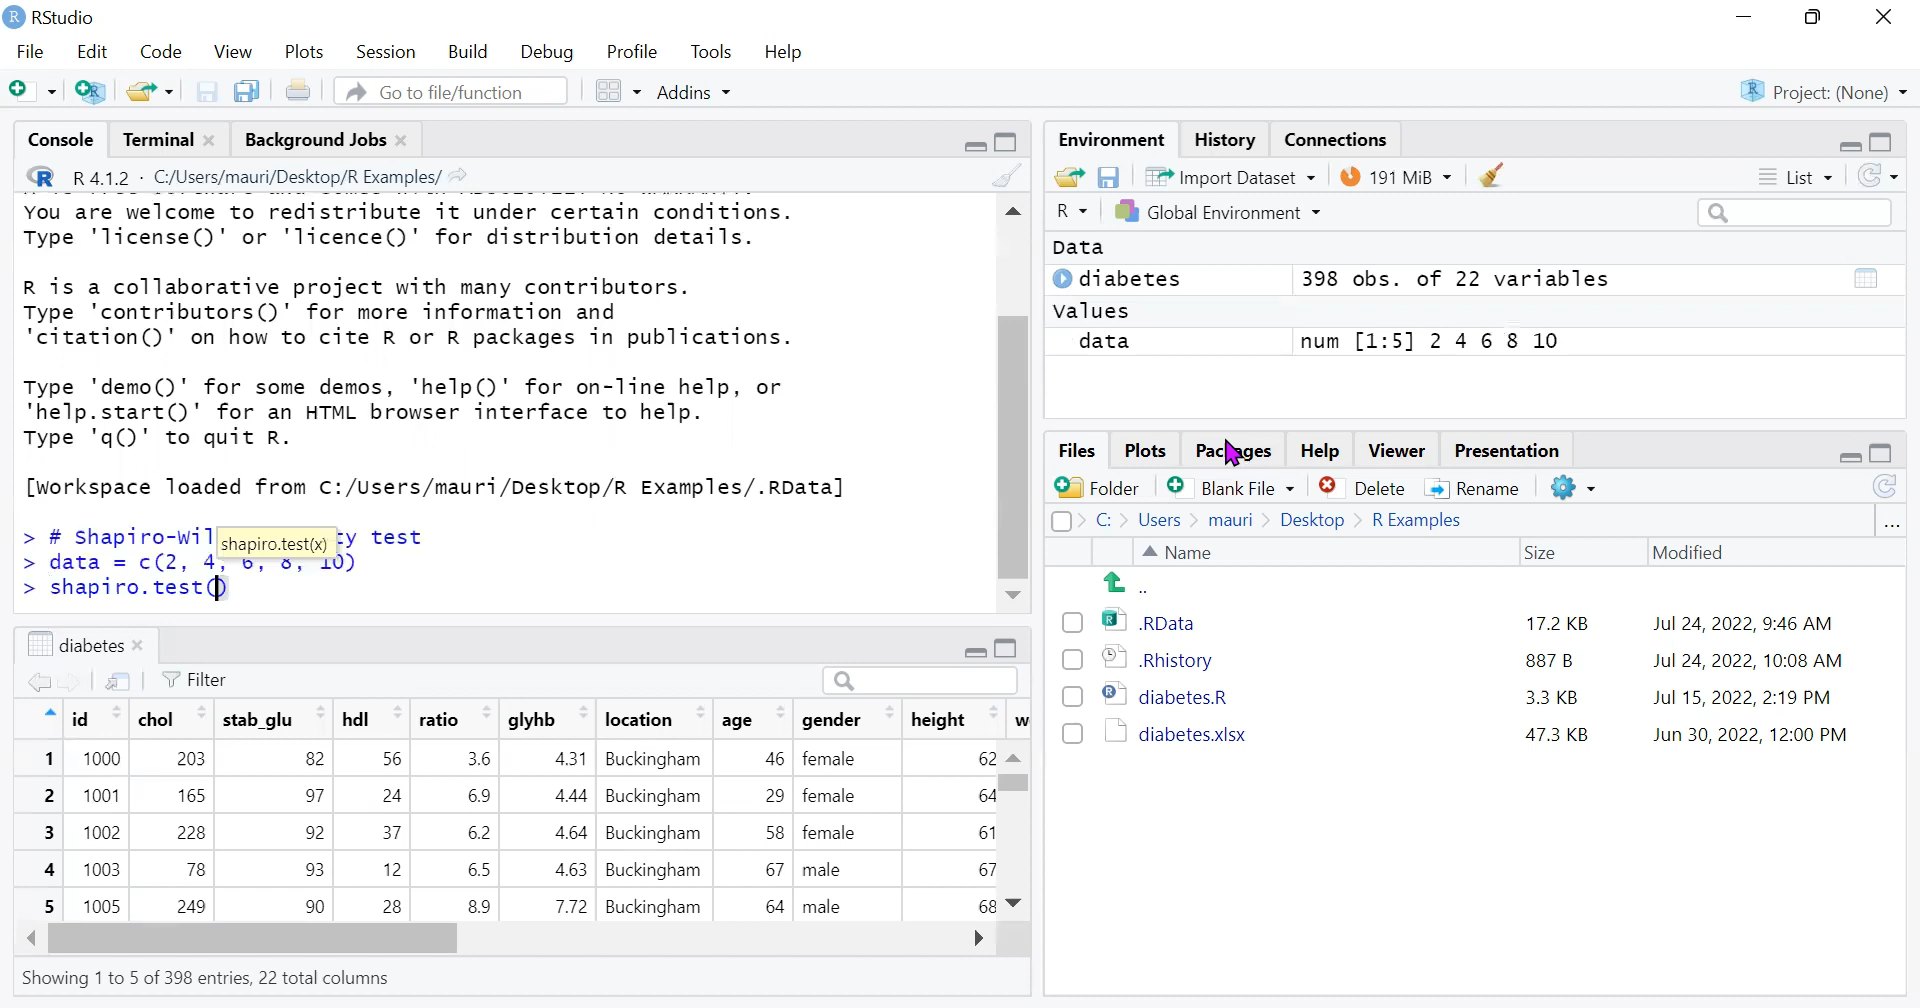 RStudio
File Edit Code View Plots Session Build Debug Profile Tools Help
Go to file/function Addins Project: (None)
Console Terminal Background Jobs
R 4.1.2 · C:/Users/mauri/Desktop/R Examples/
You are welcome to redistribute it under certain conditions.
Type 'license()' or 'licence()' for distribution details.
R is a collaborative project with many contributors.
Type 'contributors()' for more information and
'citation()' on how to cite R or R packages in publications.
Type 'demo()' for some demos, 'help()' for on-line help, or
'help.start()' for an HTML browser interface to help.
Type 'q()' to quit R.
[Workspace loaded from C:/Users/mauri/Desktop/R Examples/.RData]
> # Shapiro-Wil ty test
shapiro.test(x)
> data = c(2, 4, 6, 8, 10)
> shapiro.test()
diabetes
Filter
id chol stab_glu hdl ratio glyhb location age gender height w
1 1000 203 82 56 3.6 4.31 Buckingham 46 female 62
2 1001 165 97 24 6.9 4.44 Buckingham 29 female 64
3 1002 228 92 37 6.2 4.64 Buckingham 58 female 61
4 1003 78 93 12 6.5 4.63 Buckingham 67 male 67
5 1005 249 90 28 8.9 7.72 Buckingham 64 male 68
Showing 1 to 5 of 398 entries, 22 total columns
Environment History Connections
Import Dataset 191 MiB List
R Global Environment
Data
diabetes 398 obs. of 22 variables
Values
data num [1:5] 2 4 6 8 10
Files Plots Packages Help Viewer Presentation
Folder Blank File Delete Rename
C: > Users > mauri > Desktop > R Examples ...
Name Size Modified
..
.RData 17.2 KB Jul 24, 2022, 9:46 AM
.Rhistory 887 B Jul 24, 2022, 10:08 AM
diabetes.R 3.3 KB Jul 15, 2022, 2:19 PM
diabetes.xlsx 47.3 KB Jun 30, 2022, 12:00 PM